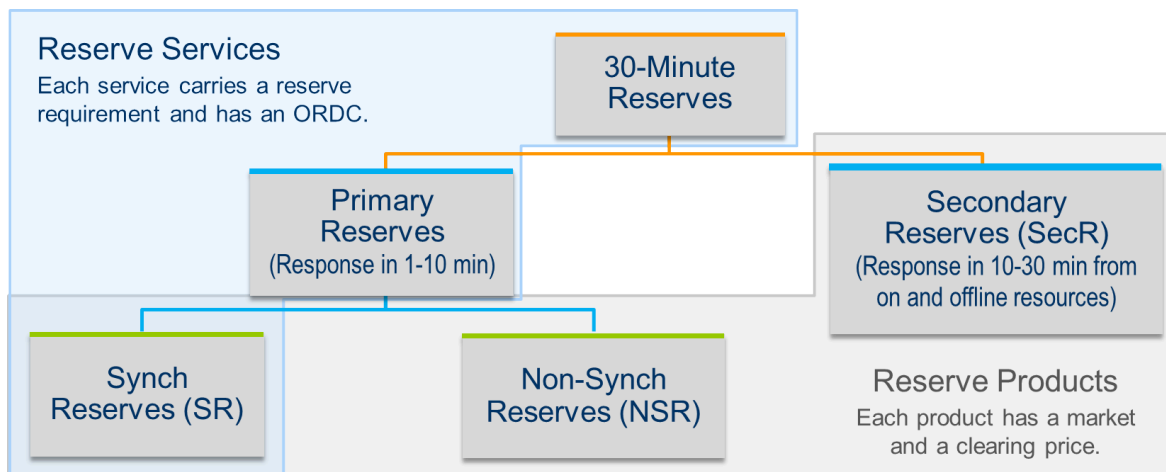 Reserve Services
Each service carries a reserve
requirement and has an ORDC.
30-Minute
Reserves
Primary
Reserves
(Response in 1-10 min)
Secondary
Reserves (SecR)
(Response in 10-30 min from
on and offline resources)
Synch
Reserves (SR)
Non-Synch
Reserves (NSR)
Reserve Products
Each product has a market
and a clearing price.